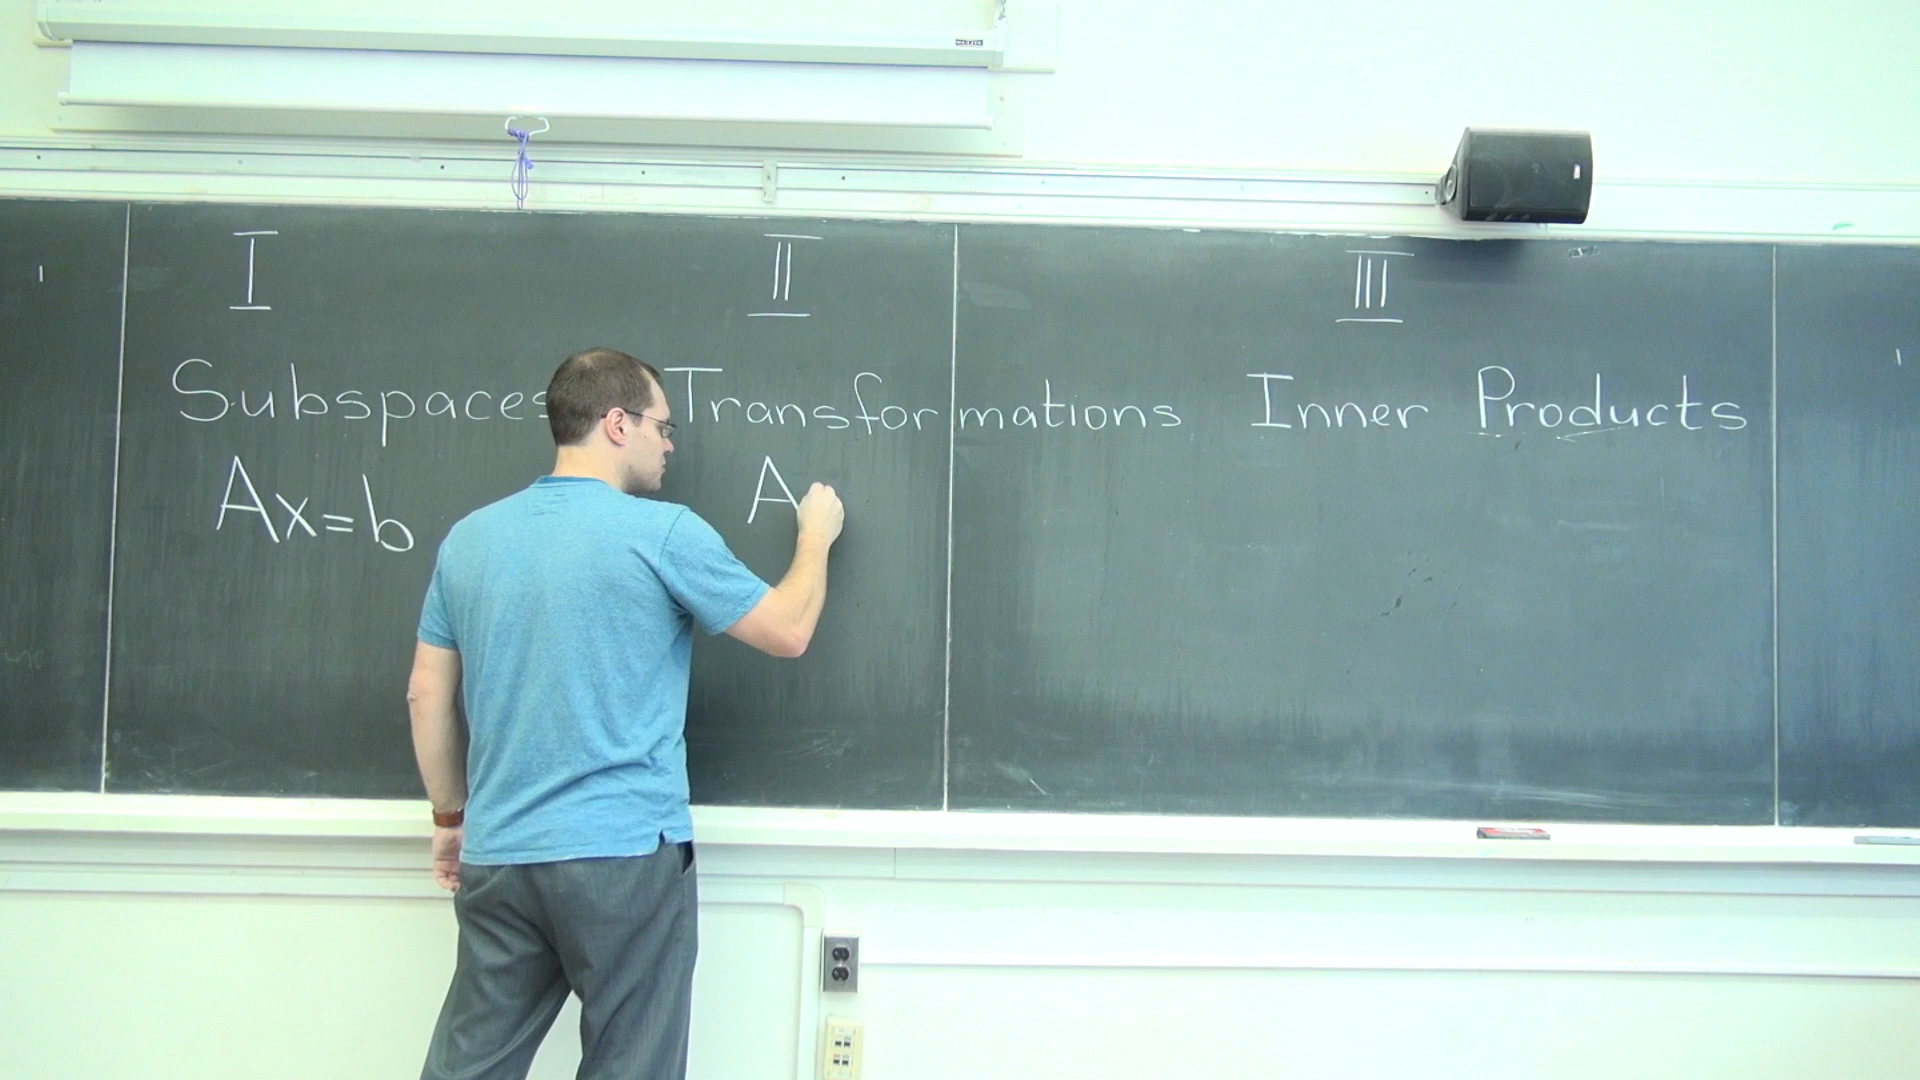 I II III
Subspaces Transformations Inner Products
Ax=b A